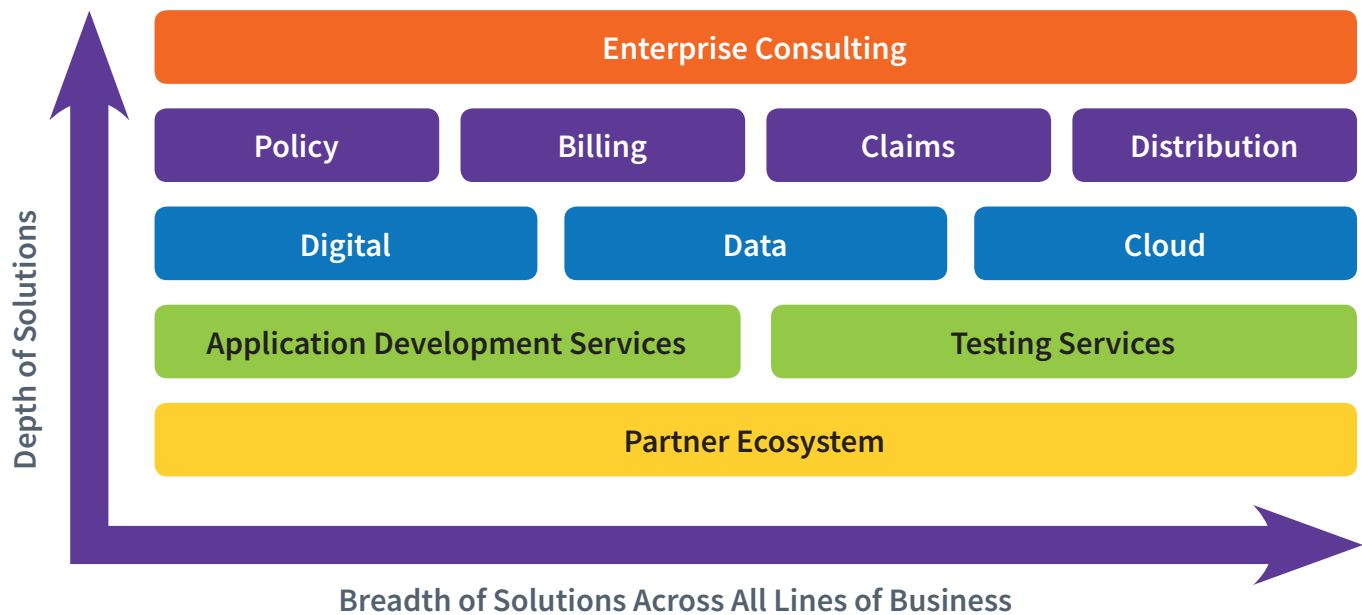 Enterprise Consulting
Policy
Billing
Claims
Distribution
Digital
Data
Cloud
Application Development Services
Testing Services
Partner Ecosystem
Depth of Solutions
Breadth of Solutions Across All Lines of Business